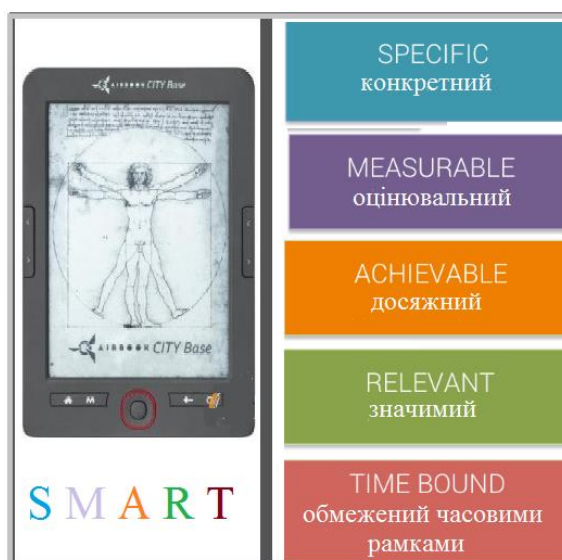 AIRBOOK CITY Base
AIRBOOK CITY Base
M
S M A R T
SPECIFIC
конкретний
MEASURABLE
оцінювальний
ACHIEVABLE
досяжний
RELEVANT
значимий
TIME BOUND
обмежений часовими
рамками